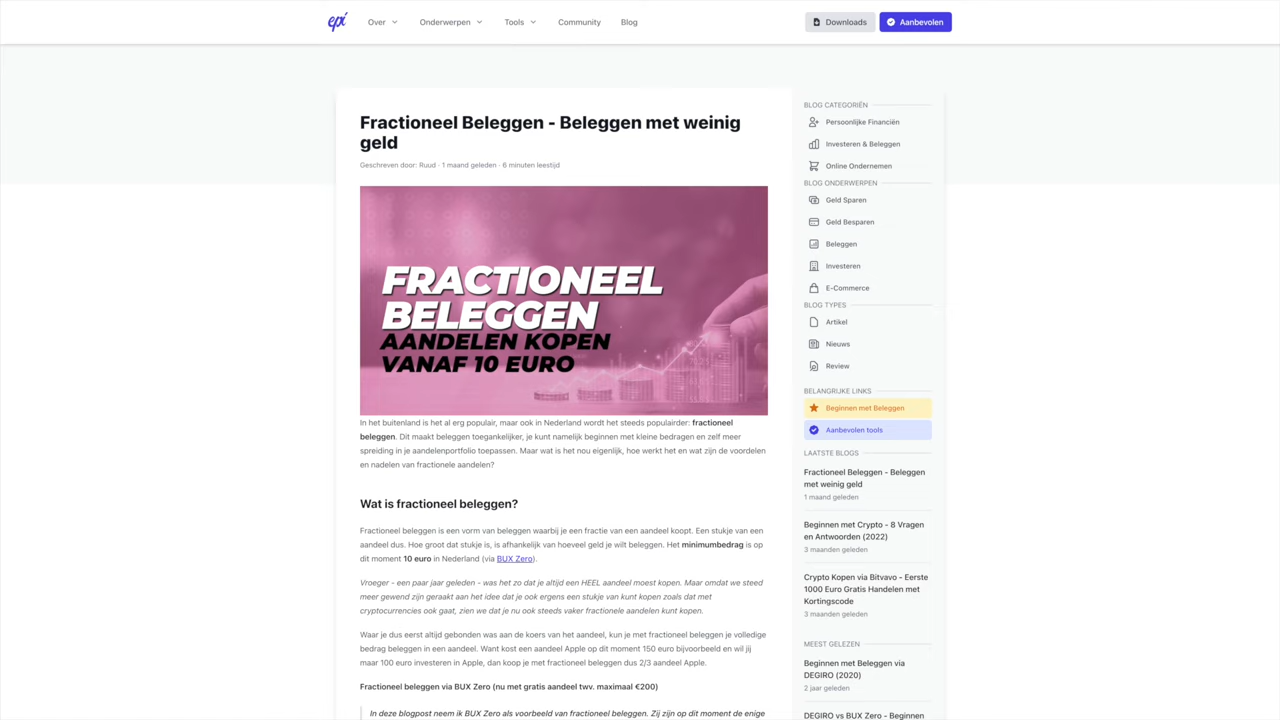 epi
Over
Onderwerpen
Tools
Community
Blog
Downloads
Aanbevolen
Fractioneel Beleggen - Beleggen met weinig
geld
Geschreven door: Ruud · 1 maand geleden · 6 minuten leestijd
FRACTIONEEL
BELEGGEN
AANDELEN KOPEN
VANAF 10 EURO
In het buitenland is het al erg populair, maar ook in Nederland wordt het steeds populairder: fractioneel
beleggen. Dit maakt beleggen toegankelijker, je kunt namelijk beginnen met kleine bedragen en zelf meer
spreiding in je aandelenportfolio toepassen. Maar wat is het nou eigenlijk, hoe werkt het en wat zijn de voordelen
en nadelen van fractionele aandelen?
Wat is fractioneel beleggen?
Fractioneel beleggen is een vorm van beleggen waarbij je een fractie van een aandeel koopt. Een stukje van een
aandeel dus. Hoe groot dat stukje is, is afhankelijk van hoeveel geld je wilt beleggen. Het minimumbedrag is op
dit moment 10 euro in Nederland (via BUX Zero).
Vroeger - een paar jaar geleden - was het zo dat je altijd een HEEL aandeel moest kopen. Maar omdat we steed
meer gewend zijn geraakt aan het idee dat je ook ergens een stukje van kunt kopen zoals dat met
cryptocurrencies ook gaat, zien we dat je nu ook steeds vaker fractionele aandelen kunt kopen.
Waar je dus eerst altijd gebonden was aan de koers van het aandeel, kun je met fractioneel beleggen je volledige
bedrag beleggen in een aandeel. Want kost een aandeel Apple op dit moment 150 euro bijvoorbeeld en wil jij
maar 100 euro investeren in Apple, dan koop je met fractioneel beleggen dus 2/3 aandeel Apple.
Fractioneel beleggen via BUX Zero (nu met gratis aandeel twv. maximaal €200)
In deze blogpost neem ik BUX Zero als voorbeeld van fractioneel beleggen. Zij zijn op dit moment de enige
BLOG CATEGORIËN
Persoonlijke Financiën
Investeren & Beleggen
Online Ondernemen
BLOG ONDERWERPEN
Geld Sparen
Geld Besparen
Beleggen
Investeren
E-Commerce
BLOG TYPES
Artikel
Nieuws
Review
BELANGRIJKE LINKS
Beginnen met Beleggen
Aanbevolen tools
LAATSTE BLOGS
Fractioneel Beleggen - Beleggen
met weinig geld
1 maand geleden
Beginnen met Crypto - 8 Vragen
en Antwoorden (2022)
3 maanden geleden
Crypto Kopen via Bitvavo - Eerste
1000 Euro Gratis Handelen met
Kortingscode
3 maanden geleden
MEEST GELEZEN
Beginnen met Beleggen via
DEGIRO (2020)
2 jaar geleden
DEGIRO vs BUX Zero - Beginnen